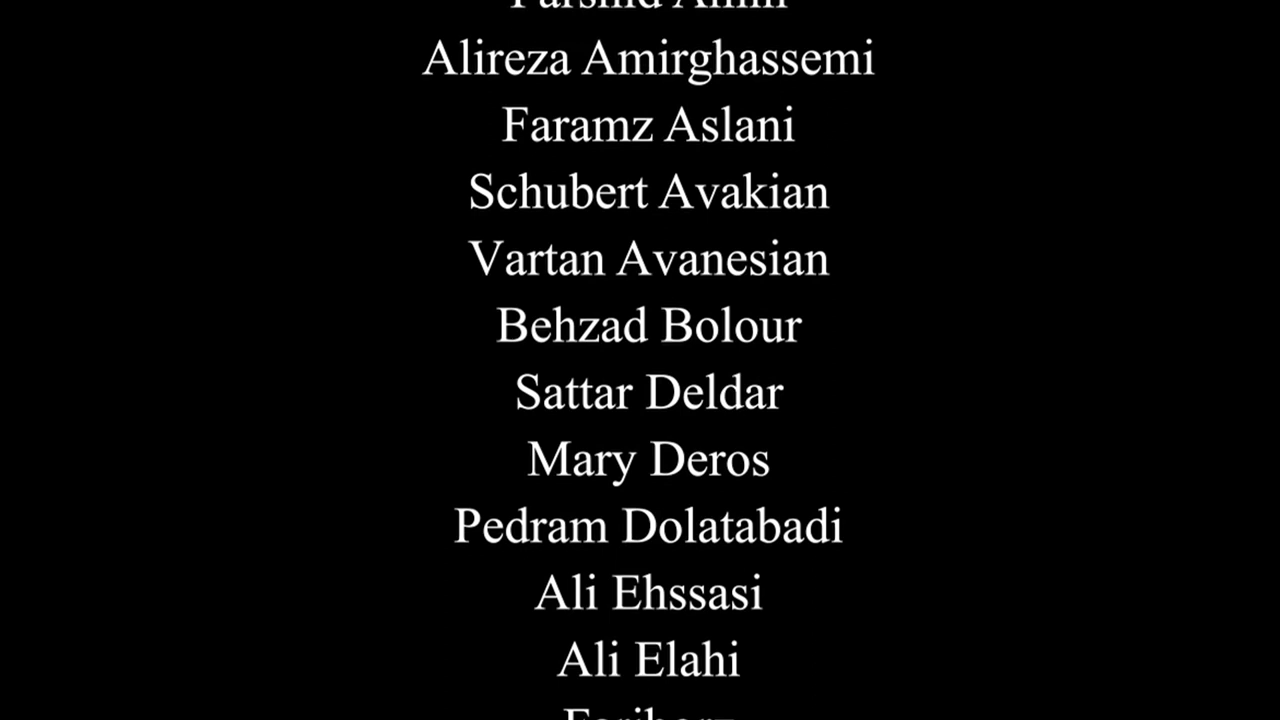 Alireza Amirghassemi
Faramz Aslani
Schubert Avakian
Vartan Avanesian
Behzad Bolour
Sattar Deldar
Mary Deros
Pedram Dolatabadi
Ali Ehssasi
Ali Elahi